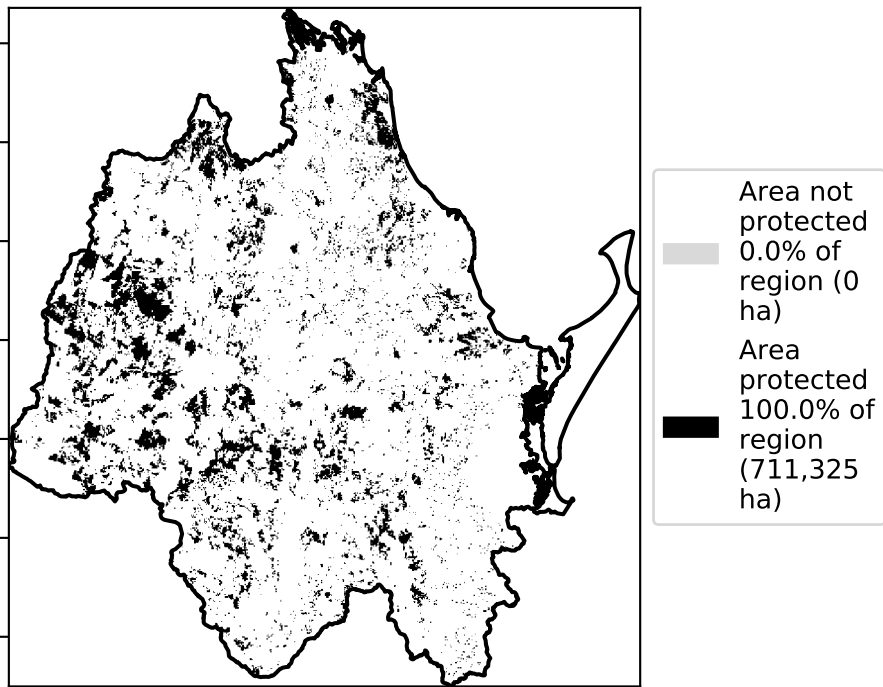 Area not
protected
0.0% of
region (0
ha)
Area
protected
100.0% of
region
(711,325
ha)